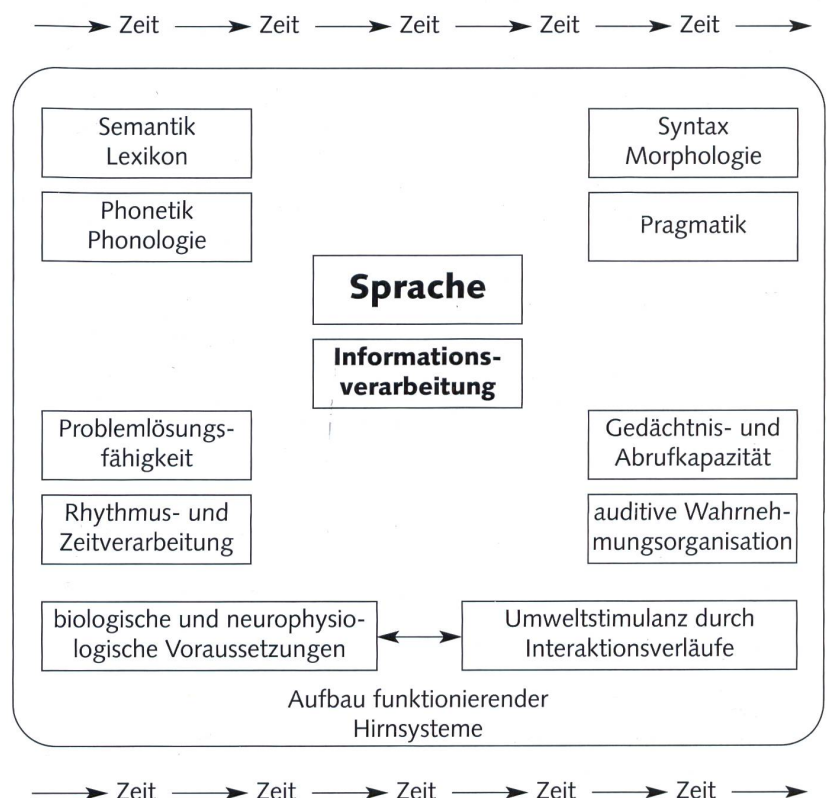 Zeit Zeit Zeit Zeit Zeit
Semantik
Lexikon
Syntax
Morphologie
Phonetik
Phonologie
Pragmatik
Sprache
Informations-
verarbeitung
Problemlösungs-
fähigkeit
Gedächtnis- und
Abrufkapazität
Rhythmus- und
Zeitverarbeitung
auditive Wahrneh-
mungsorganisation
biologische und neurophysio-
logische Voraussetzungen
Umweltstimulanz durch
Interaktionsverläufe
Aufbau funktionierender
Hirnsysteme
Zeit Zeit Zeit Zeit Zeit